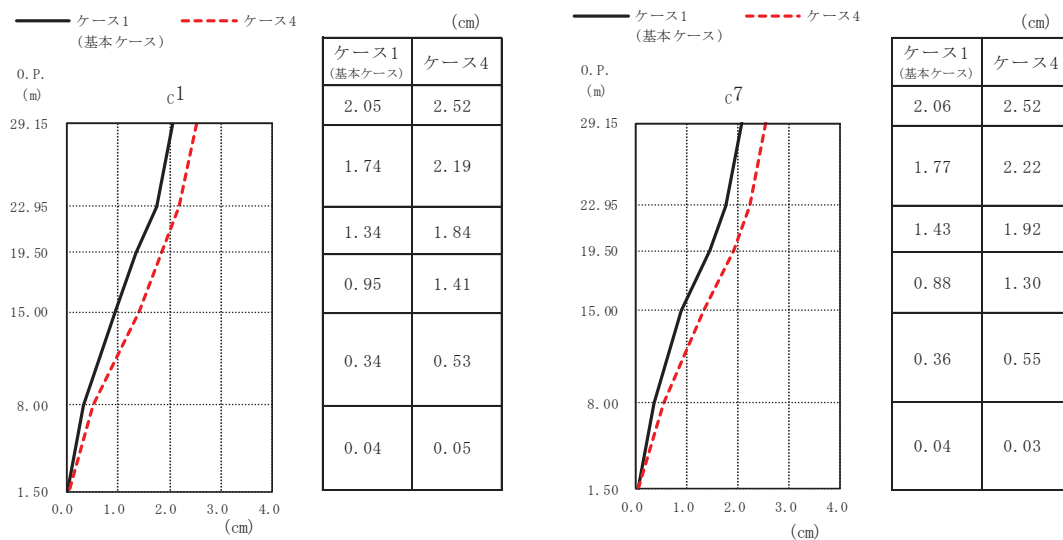 ケース1 ケース4 (cm)
(基本ケース)
ケース1 ケース4
(基本ケース)
O.P.
(m)
C1
2.05 2.52
29.15
1.74 2.19
22.95
1.34 1.84
19.50
0.95 1.41
15.00
0.34 0.53
8.00
0.04 0.05
1.50
0.0 1.0 2.0 3.0 4.0
(cm)
ケース1 ケース4 (cm)
(基本ケース)
ケース1 ケース4
(基本ケース)
O.P.
(m)
C7
2.06 2.52
29.15
1.77 2.22
22.95
1.43 1.92
19.50
0.88 1.30
15.00
0.36 0.55
8.00
0.04 0.03
1.50
0.0 1.0 2.0 3.0 4.0
(cm)